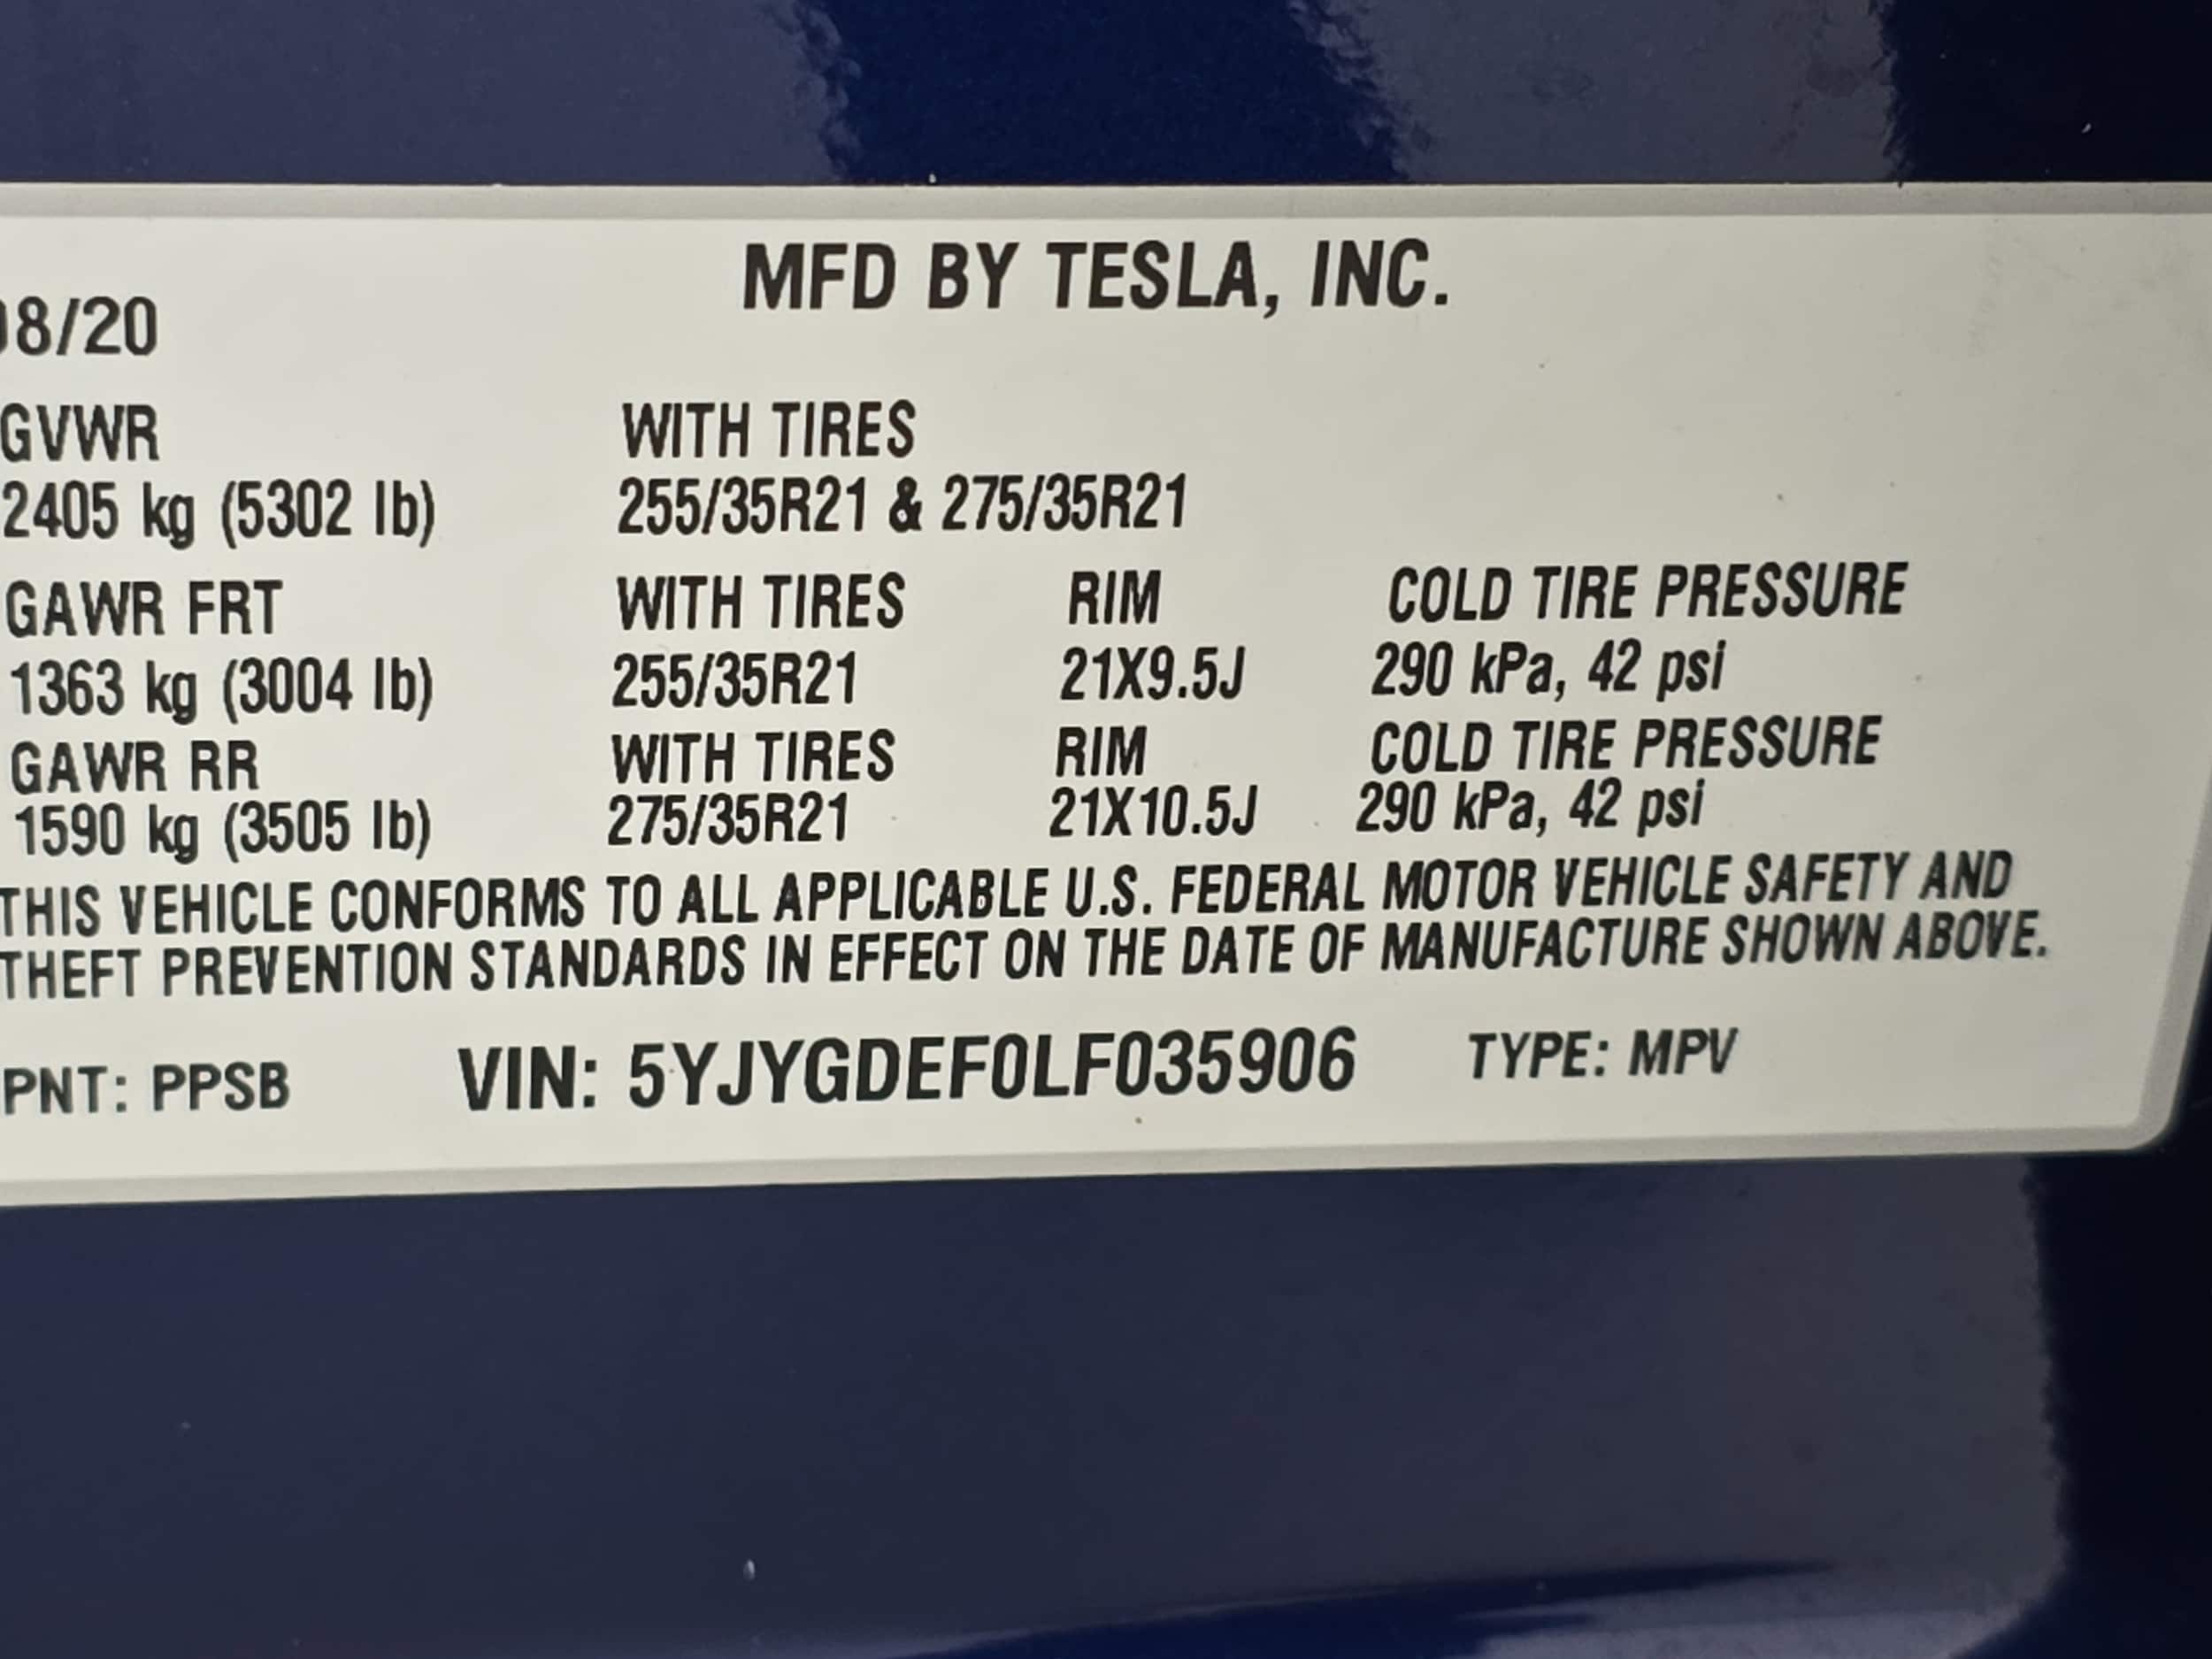 08/20 MFD BY TESLA, INC.
GVWR WITH TIRES
2405 kg (5302 lb) 255/35R21 & 275/35R21
GAWR FRT WITH TIRES RIM COLD TIRE PRESSURE
1363 kg (3004 lb) 255/35R21 21X9.5J 290 kPa, 42 psi
GAWR RR WITH TIRES RIM COLD TIRE PRESSURE
1590 kg (3505 lb) 275/35R21 21X10.5J 290 kPa, 42 psi
THIS VEHICLE CONFORMS TO ALL APPLICABLE U.S. FEDERAL MOTOR VEHICLE SAFETY AND
THEFT PREVENTION STANDARDS IN EFFECT ON THE DATE OF MANUFACTURE SHOWN ABOVE.
PNT: PPSB VIN: 5YJYGDEF0LF035906 TYPE: MPV